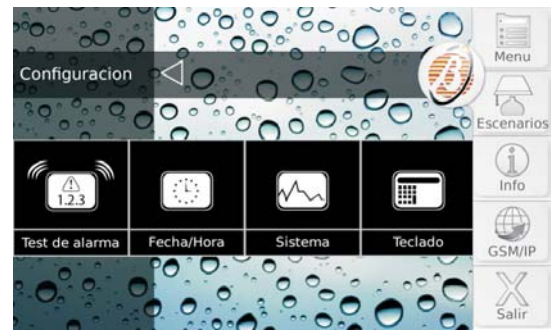 Configuracion
1.2.3
Test de alarma
Fecha/Hora
Sistema
Teclado
Menu
Escenarios
Info
GSM/IP
Salir